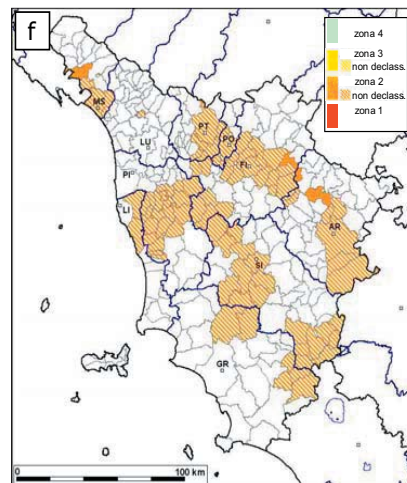 f
zona 4
zona 3
non declass.
zona 2
non declass.
zona 1
MS
LU
PT
PO
FI
PI
LI
AR
SI
GR
0
100 km